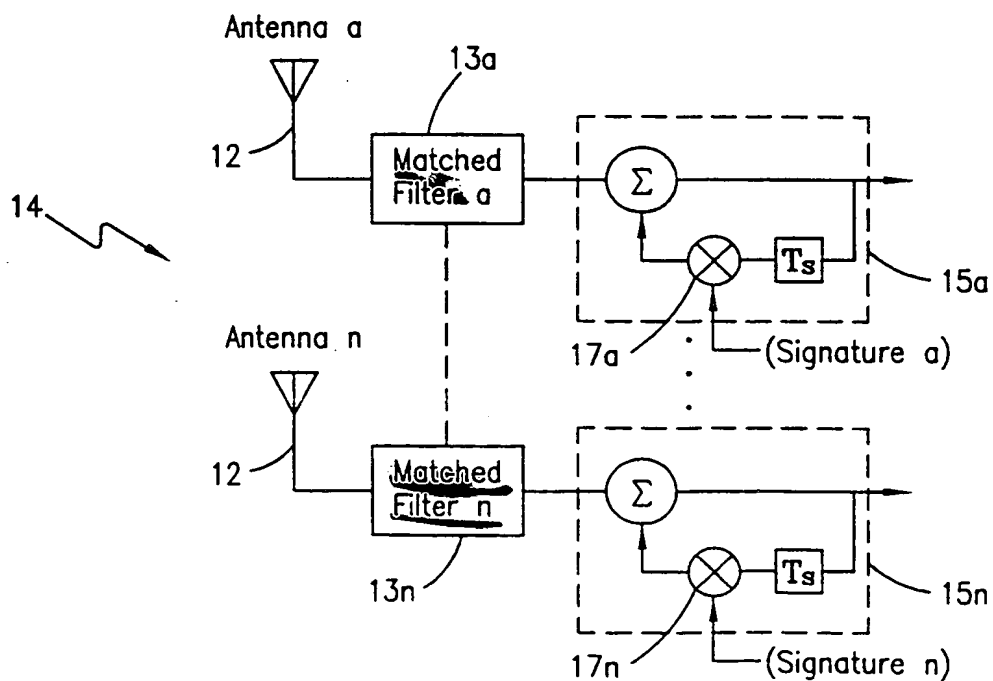 Antenna a
13a
12
Matched
Filter a
Σ
14
Ts
15a
17a
(Signature a)
Antenna n
12
Matched
Filter n
Σ
13n
Ts
15n
17n
(Signature n)